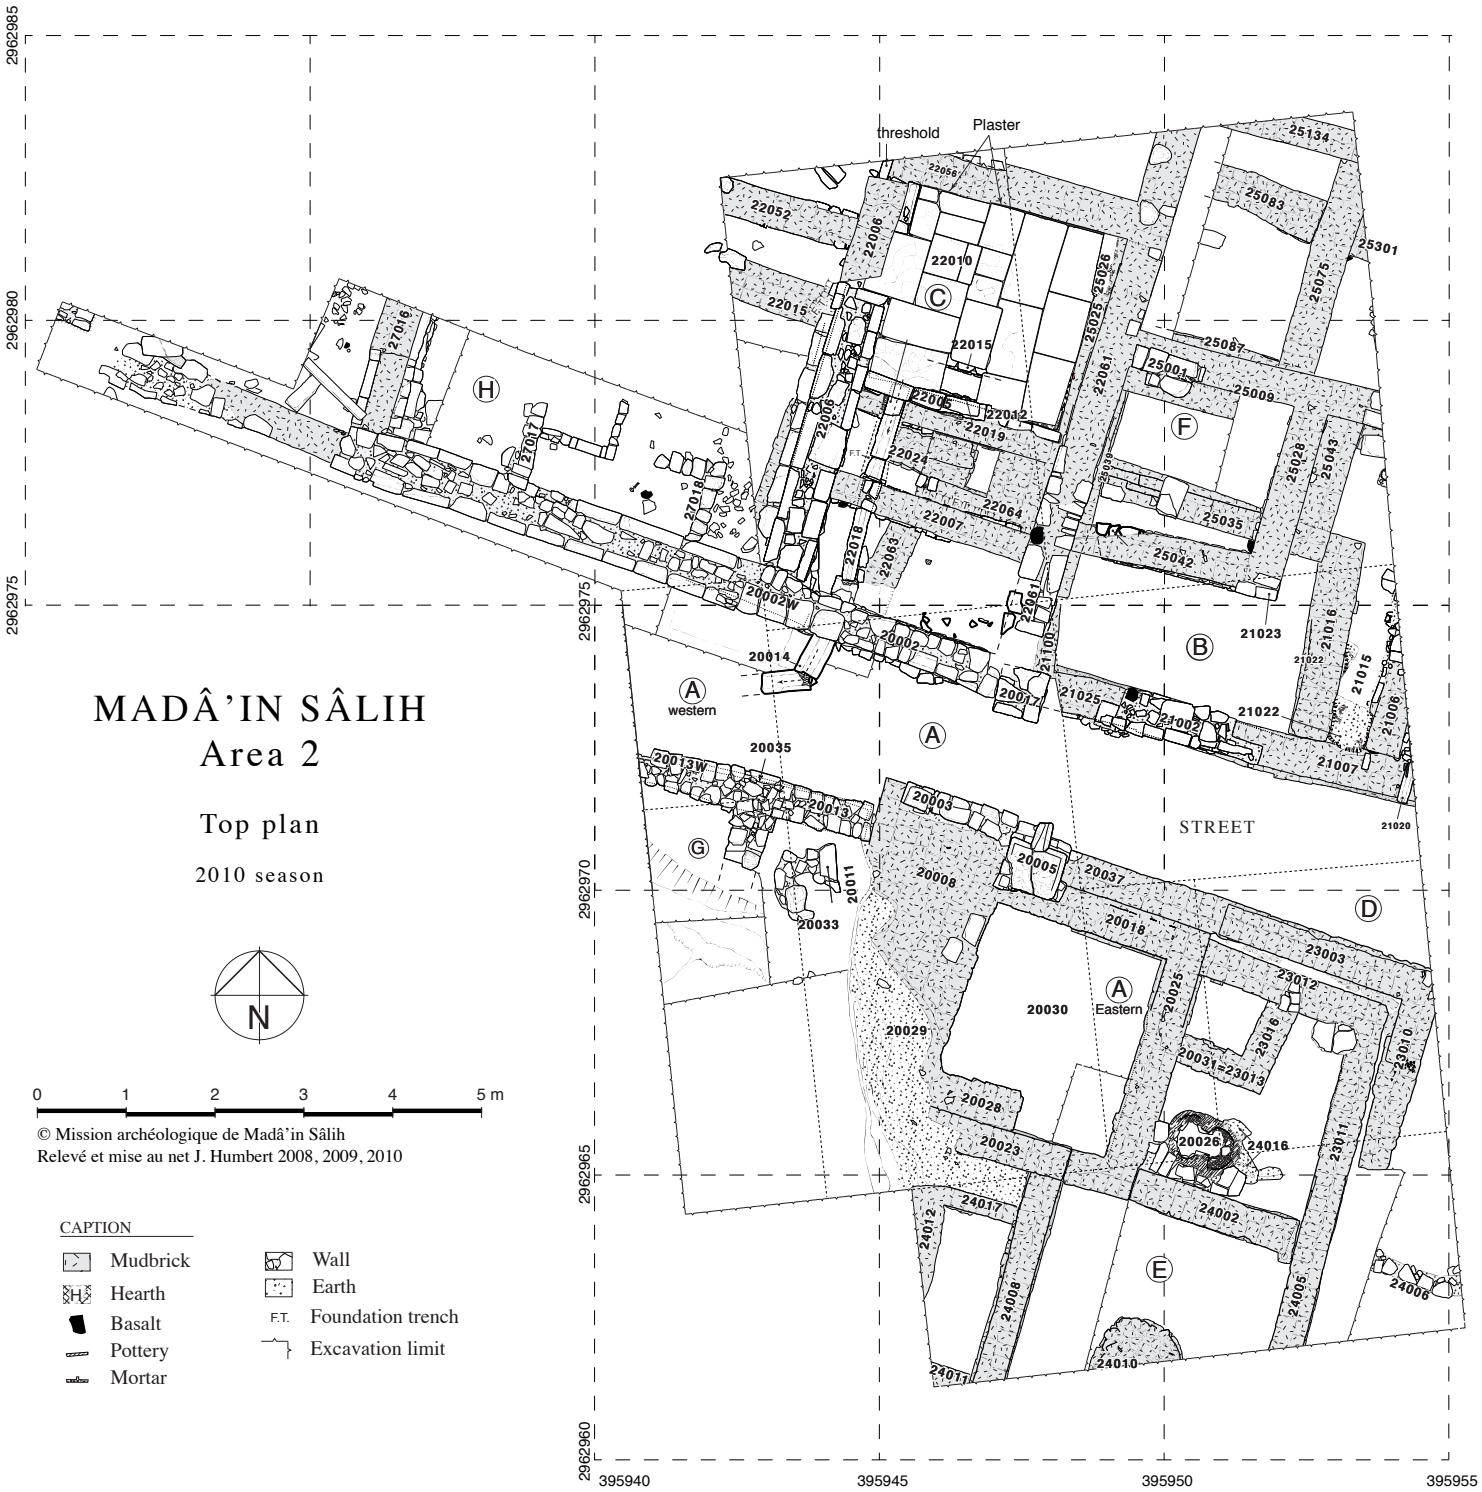 2962985
threshold
Plaster
25134
22056
25083
22052
22006
25301
22010
25026
C
25075
22015
2962980
27016
25025
25087
22015
25001
22061
H
22005
25009
22012
22006
22019
F
27017
F.T.
22024
25039
25028
25043
27018
22064
F.T.
22007
25035
22018
22063
25042
2962975
2962975
20002W
22061
20002
21023
21016
B
20014
21100
21022
21015
A
western
20017
21025
21002
21022
21006
MADÂ’IN SÂLIH
Area 2
A
20035
20013W
21007
20003
20013
Top plan
STREET
21020
G
20005
2010 season
20011
20008
20037
2962970
D
20033
20018
23003
23012
20025
A
Eastern
20030
N
20029
23016
23010
20031=23013
0 1 2 3 4 5 m
20028
© Mission archéologique de Madâ’in Sâlih
Relevé et mise au net J. Humbert 2008, 2009, 2010
20026
24016
23011
20023
2962965
24017
24012
24002
CAPTION
Mudbrick
Wall
E
Hearth
H
Earth
24008
24005
24006
Basalt
F.T.
Foundation trench
Pottery
Excavation limit
Mortar
24010
24011
2962960
395940
395945
395950
395955